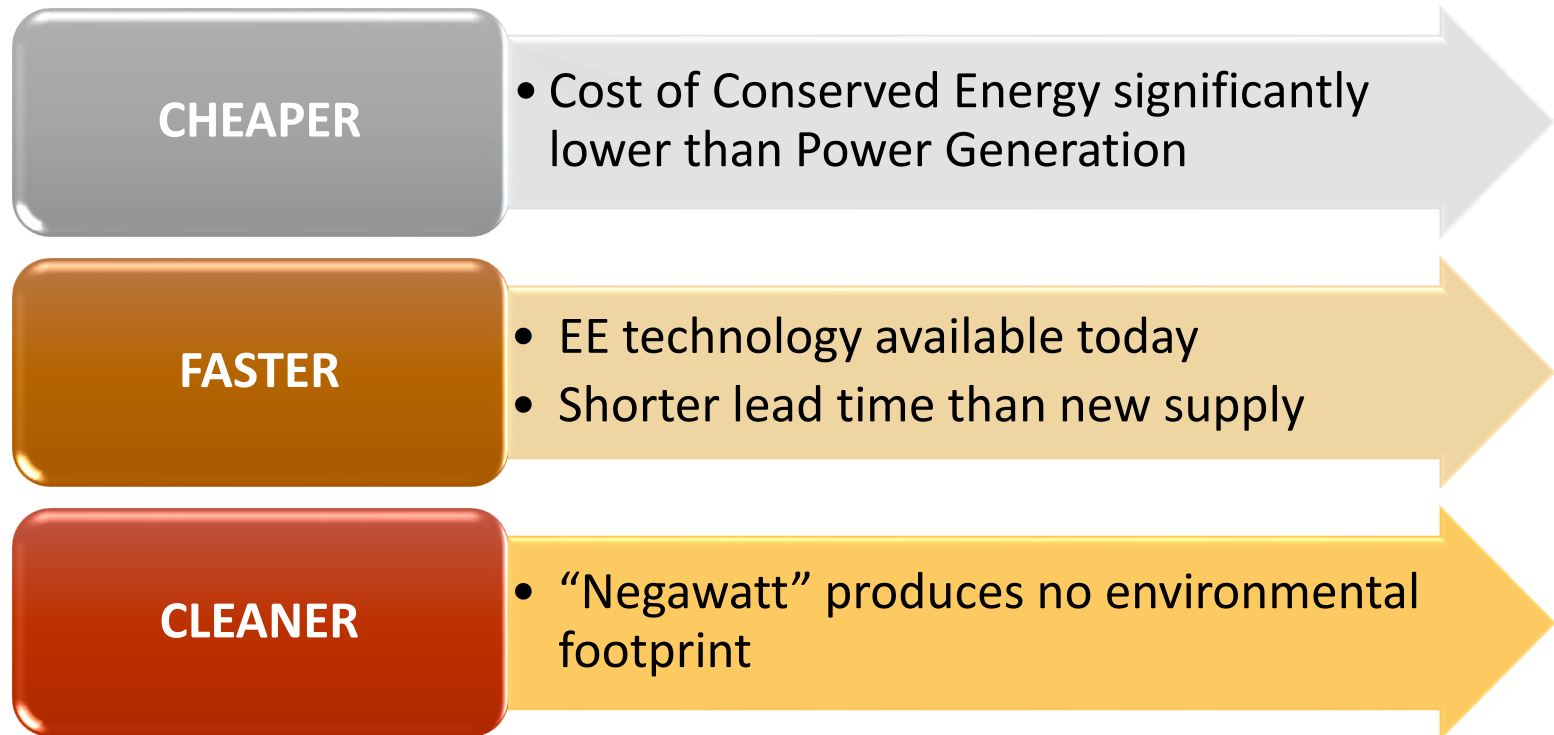 CHEAPER
• Cost of Conserved Energy significantly
lower than Power Generation
FASTER
• EE technology available today
• Shorter lead time than new supply
CLEANER
• “Negawatt” produces no environmental
footprint